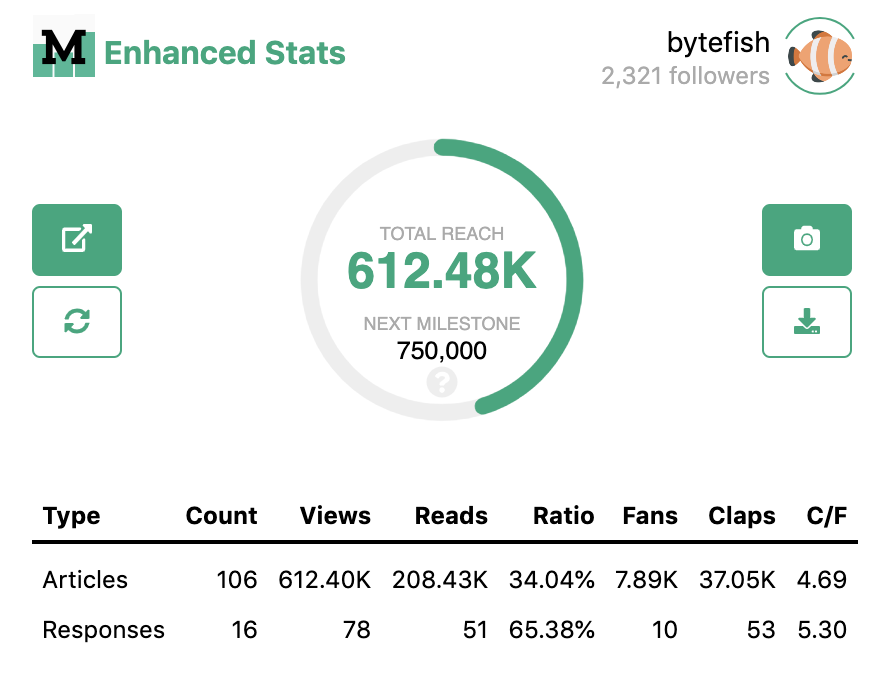 M Enhanced Stats
bytefish
2,321 followers
TOTAL REACH
612.48K
NEXT MILESTONE
750,000
?
Type Count Views Reads Ratio Fans Claps C/F
Articles 106 612.40K 208.43K 34.04% 7.89K 37.05K 4.69
Responses 16 78 51 65.38% 10 53 5.30